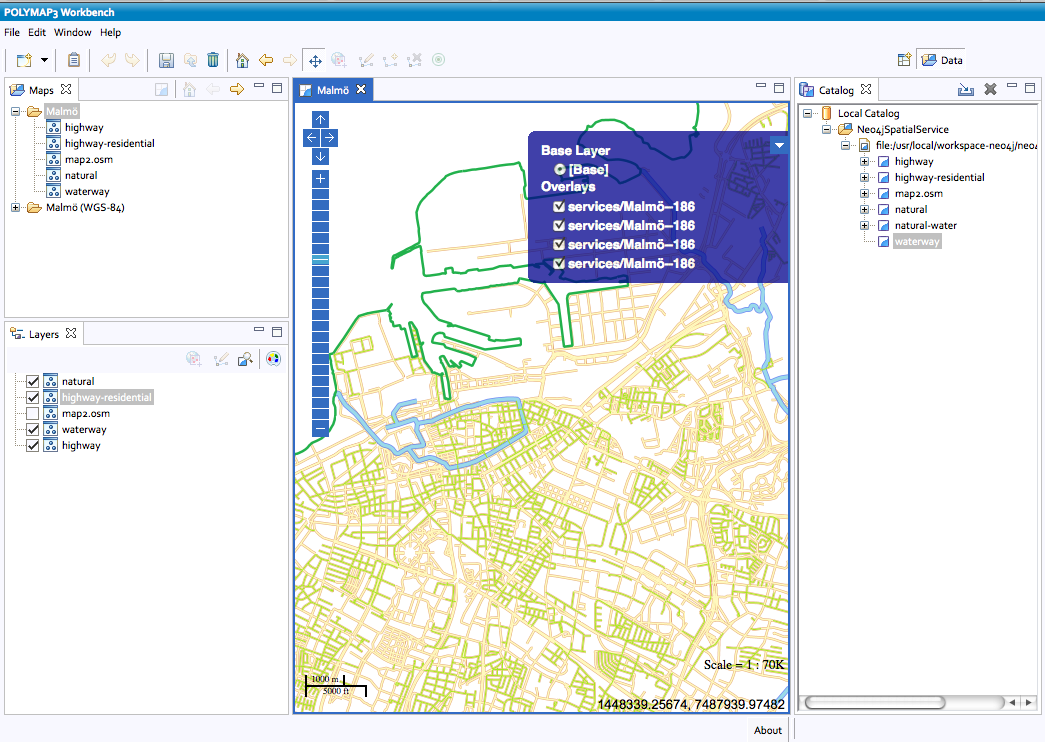 POLYMAP3 Workbench
File Edit Window Help
Data
Maps
Malmö
highway
highway-residential
map2.osm
natural
waterway
Malmö (WGS-84)
Layers
natural
highway-residential
map2.osm
waterway
highway
Malmö
Base Layer
[Base]
Overlays
services/Malmö--186
services/Malmö--186
services/Malmö--186
services/Malmö--186
Scale = 1 : 70K
1000 m
5000 ft
1448339.25674, 7487939.97482
Catalog
Local Catalog
Neo4jSpatialService
file:/usr/local/workspace-neo4j/neo4
highway
highway-residential
map2.osm
natural
natural-water
waterway
About